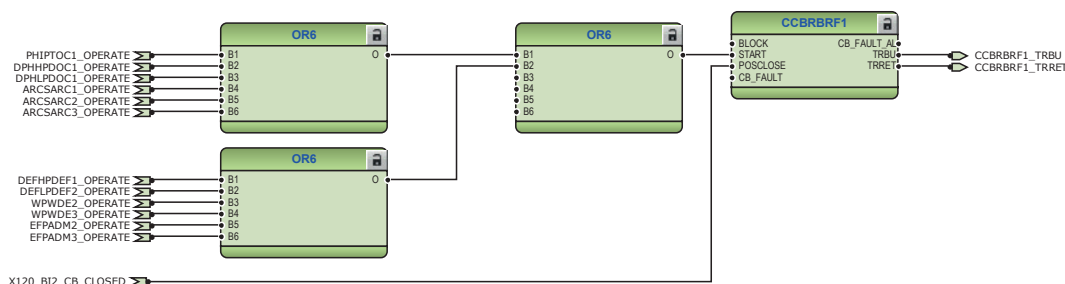 OR6
OR6
CCBRBRF1
PHIPTOC1_OPERATE
DPHHPDOC1_OPERATE
DPHLPDOC1_OPERATE
ARCSARC1_OPERATE
ARCSARC2_OPERATE
ARCSARC3_OPERATE
B1
B2
B3
B4
B5
B6
O
B1
B2
B3
B4
B5
B6
O
BLOCK
START
POSCLOSE
CB_FAULT
CB_FAULT_AL
TRBU
TRRET
CCBRBRF1_TRBU
CCBRBRF1_TRRET
OR6
DEFHPDEF1_OPERATE
DEFLPDEF2_OPERATE
WPWDE2_OPERATE
WPWDE3_OPERATE
EFPADM2_OPERATE
EFPADM3_OPERATE
B1
B2
B3
B4
B5
B6
O
X120_BI2_CB_CLOSED